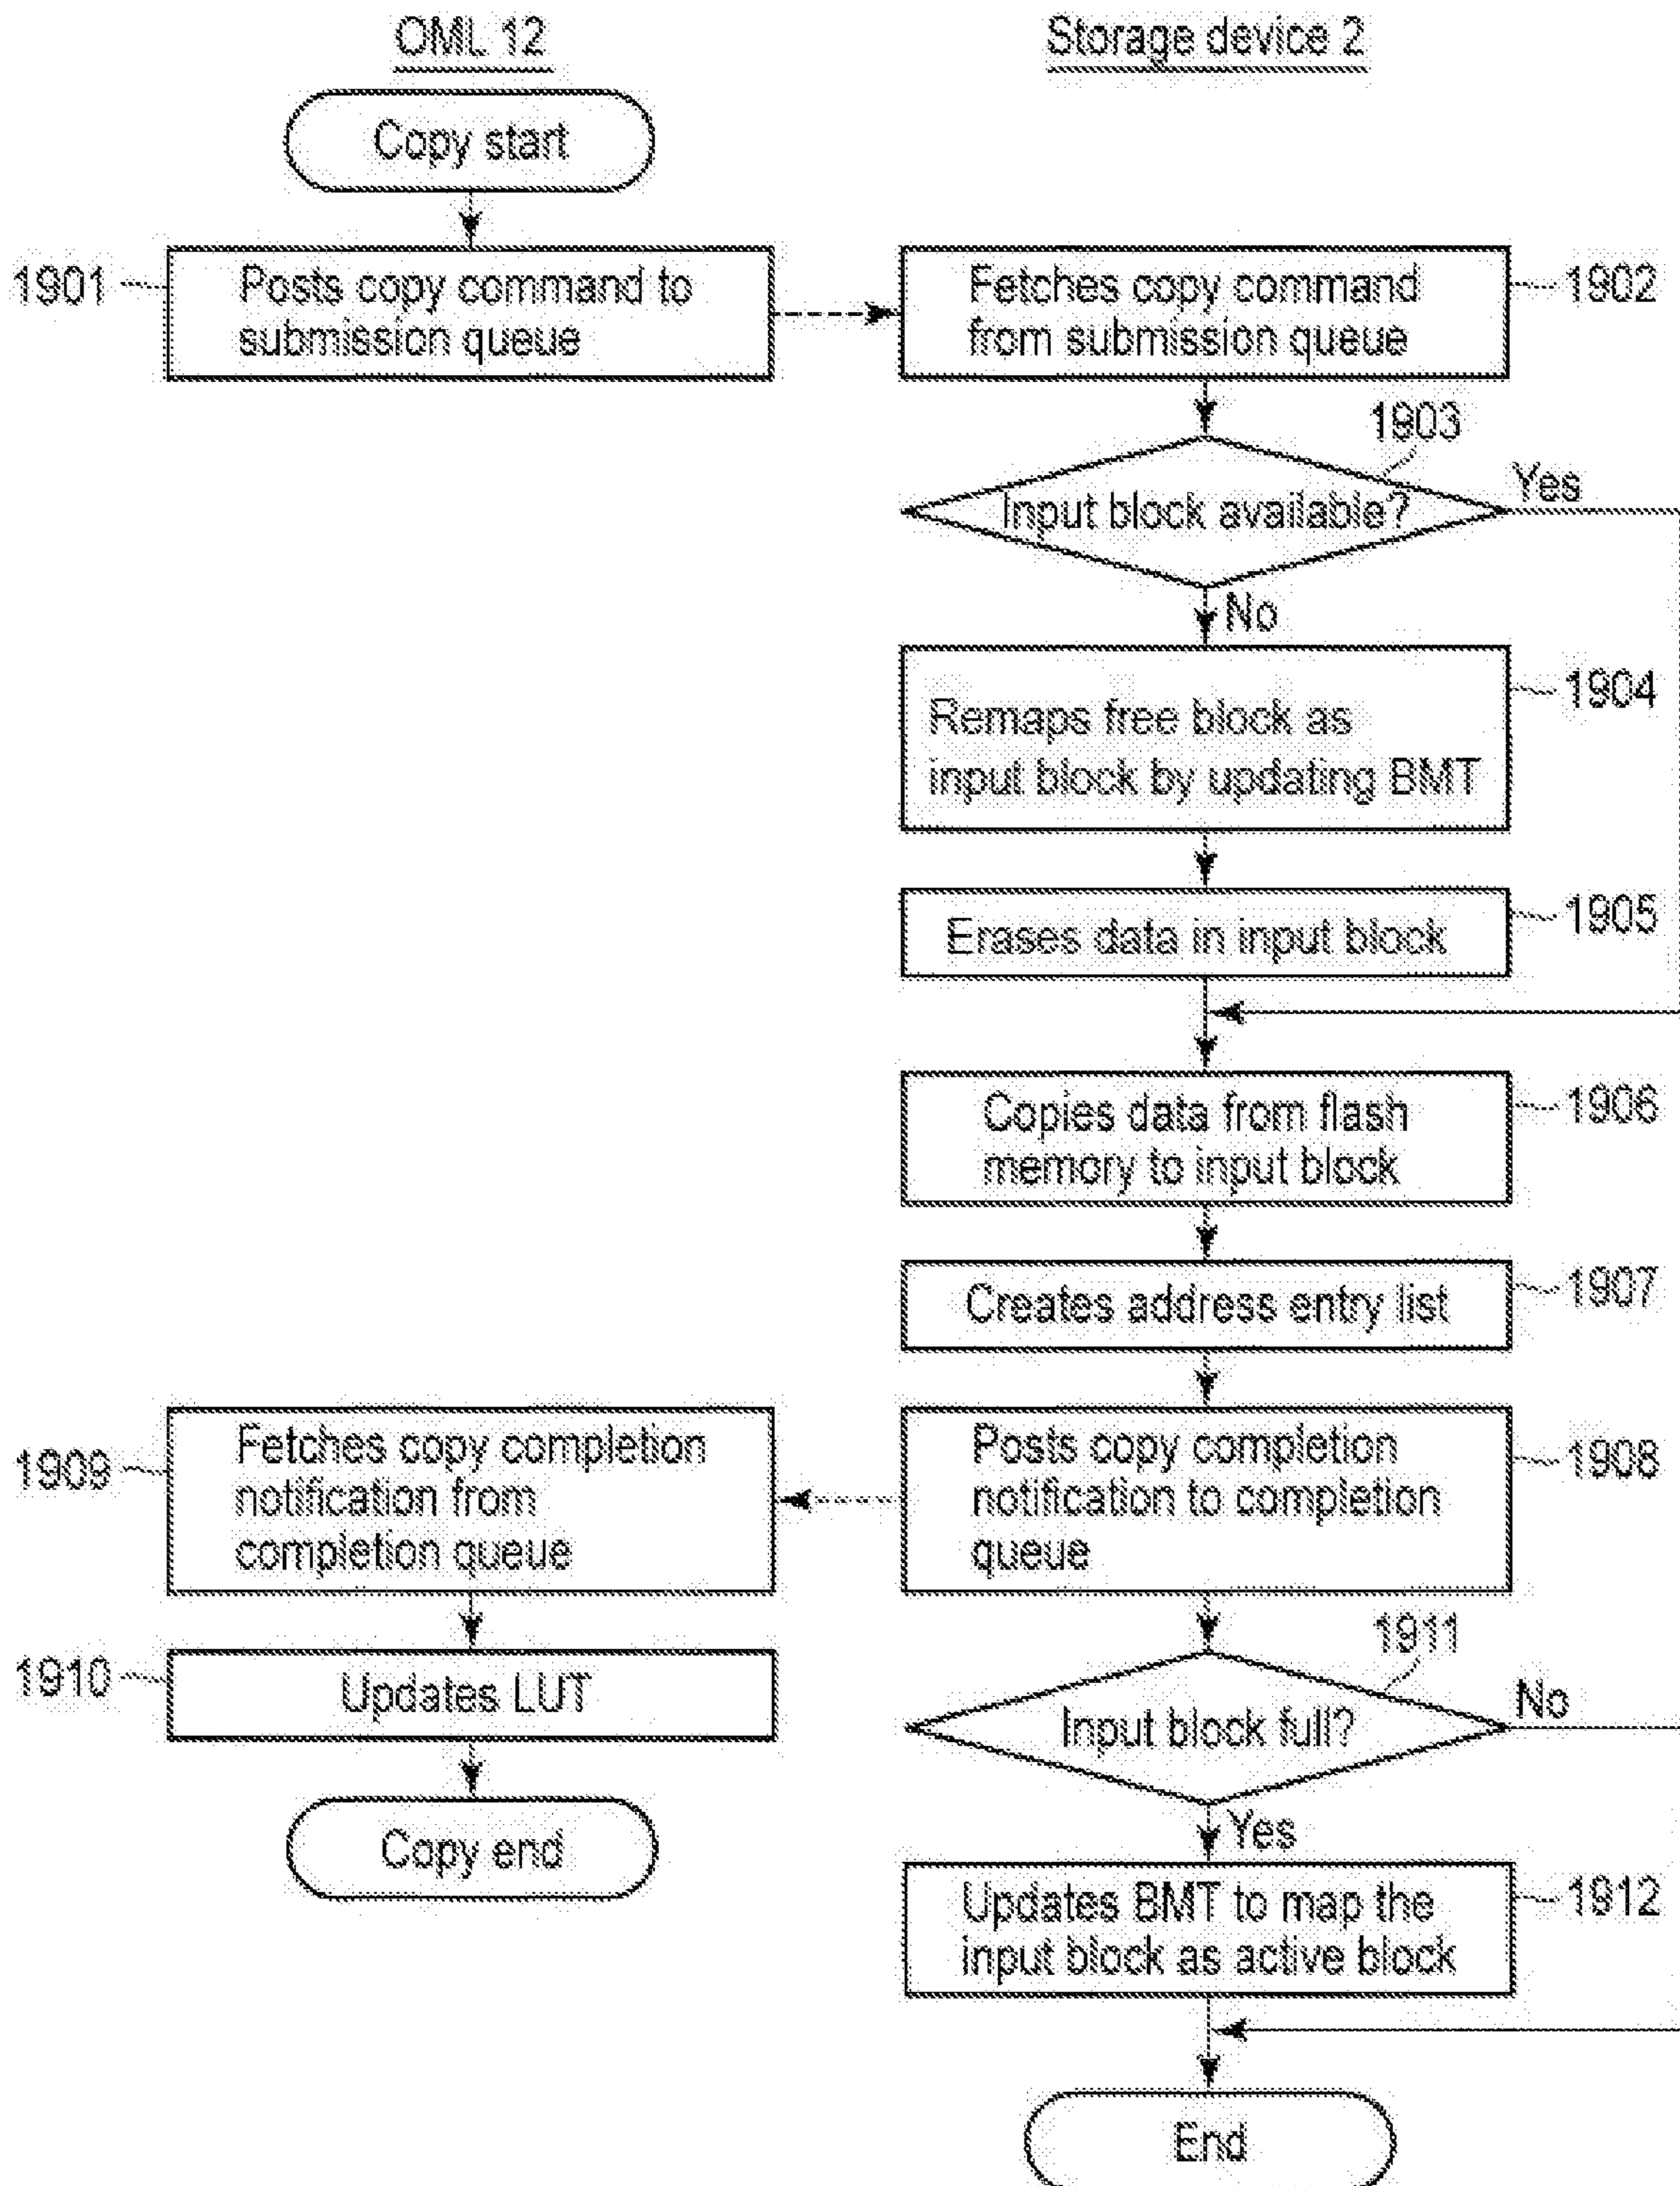 OML 12
Storage device 2
Copy start
1901
Posts copy command to
submission queue
Fetches copy command
from submission queue
1902
1903
Input block available?
Yes
No
Remaps free block as
input block by updating BMT
1904
Erases data in input block
1905
Copies data from flash
memory to input block
1906
Creates address entry list
1907
1909
Fetches copy completion
notification from
completion queue
Posts copy completion
notification to completion
queue
1908
1910
Updates LUT
1911
Input block full?
No
Copy end
Yes
Updates BMT to map the
input block as active block
1912
End